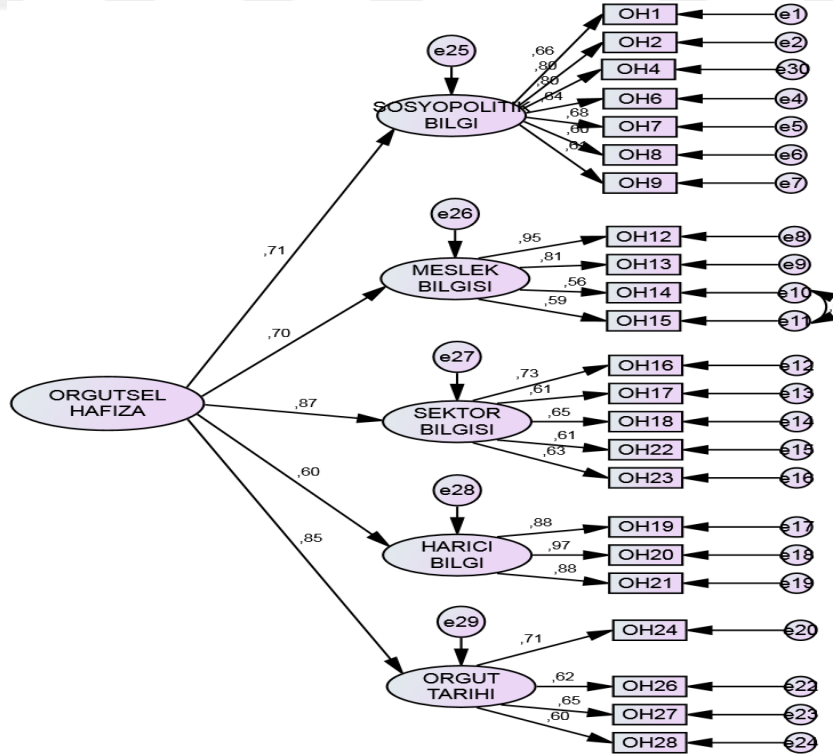 OH1
e1
OH2
e2
OH4
e30
OH6
e4
OH7
e5
OH8
e6
OH9
e7
e25
SOSYOPOLITIK
BILGI
,66
,80
,80
,68
,60
,71
e26
MESLEK
BILGISI
,95
OH12
e8
,81
OH13
e9
,56
OH14
e10
,59
OH15
e11
,70
ORGUTSEL
HAFIZA
,87
e27
SEKTOR
BILGISI
,73
OH16
e12
,61
OH17
e13
,65
OH18
e14
,61
OH22
e15
,63
OH23
e16
,60
e28
HARICI
BILGI
,88
OH19
e17
,97
OH20
e18
,88
OH21
e19
,85
e29
ORGUT
TARIHI
,71
OH24
e20
,62
OH26
e22
,65
OH27
e23
,60
OH28
e24